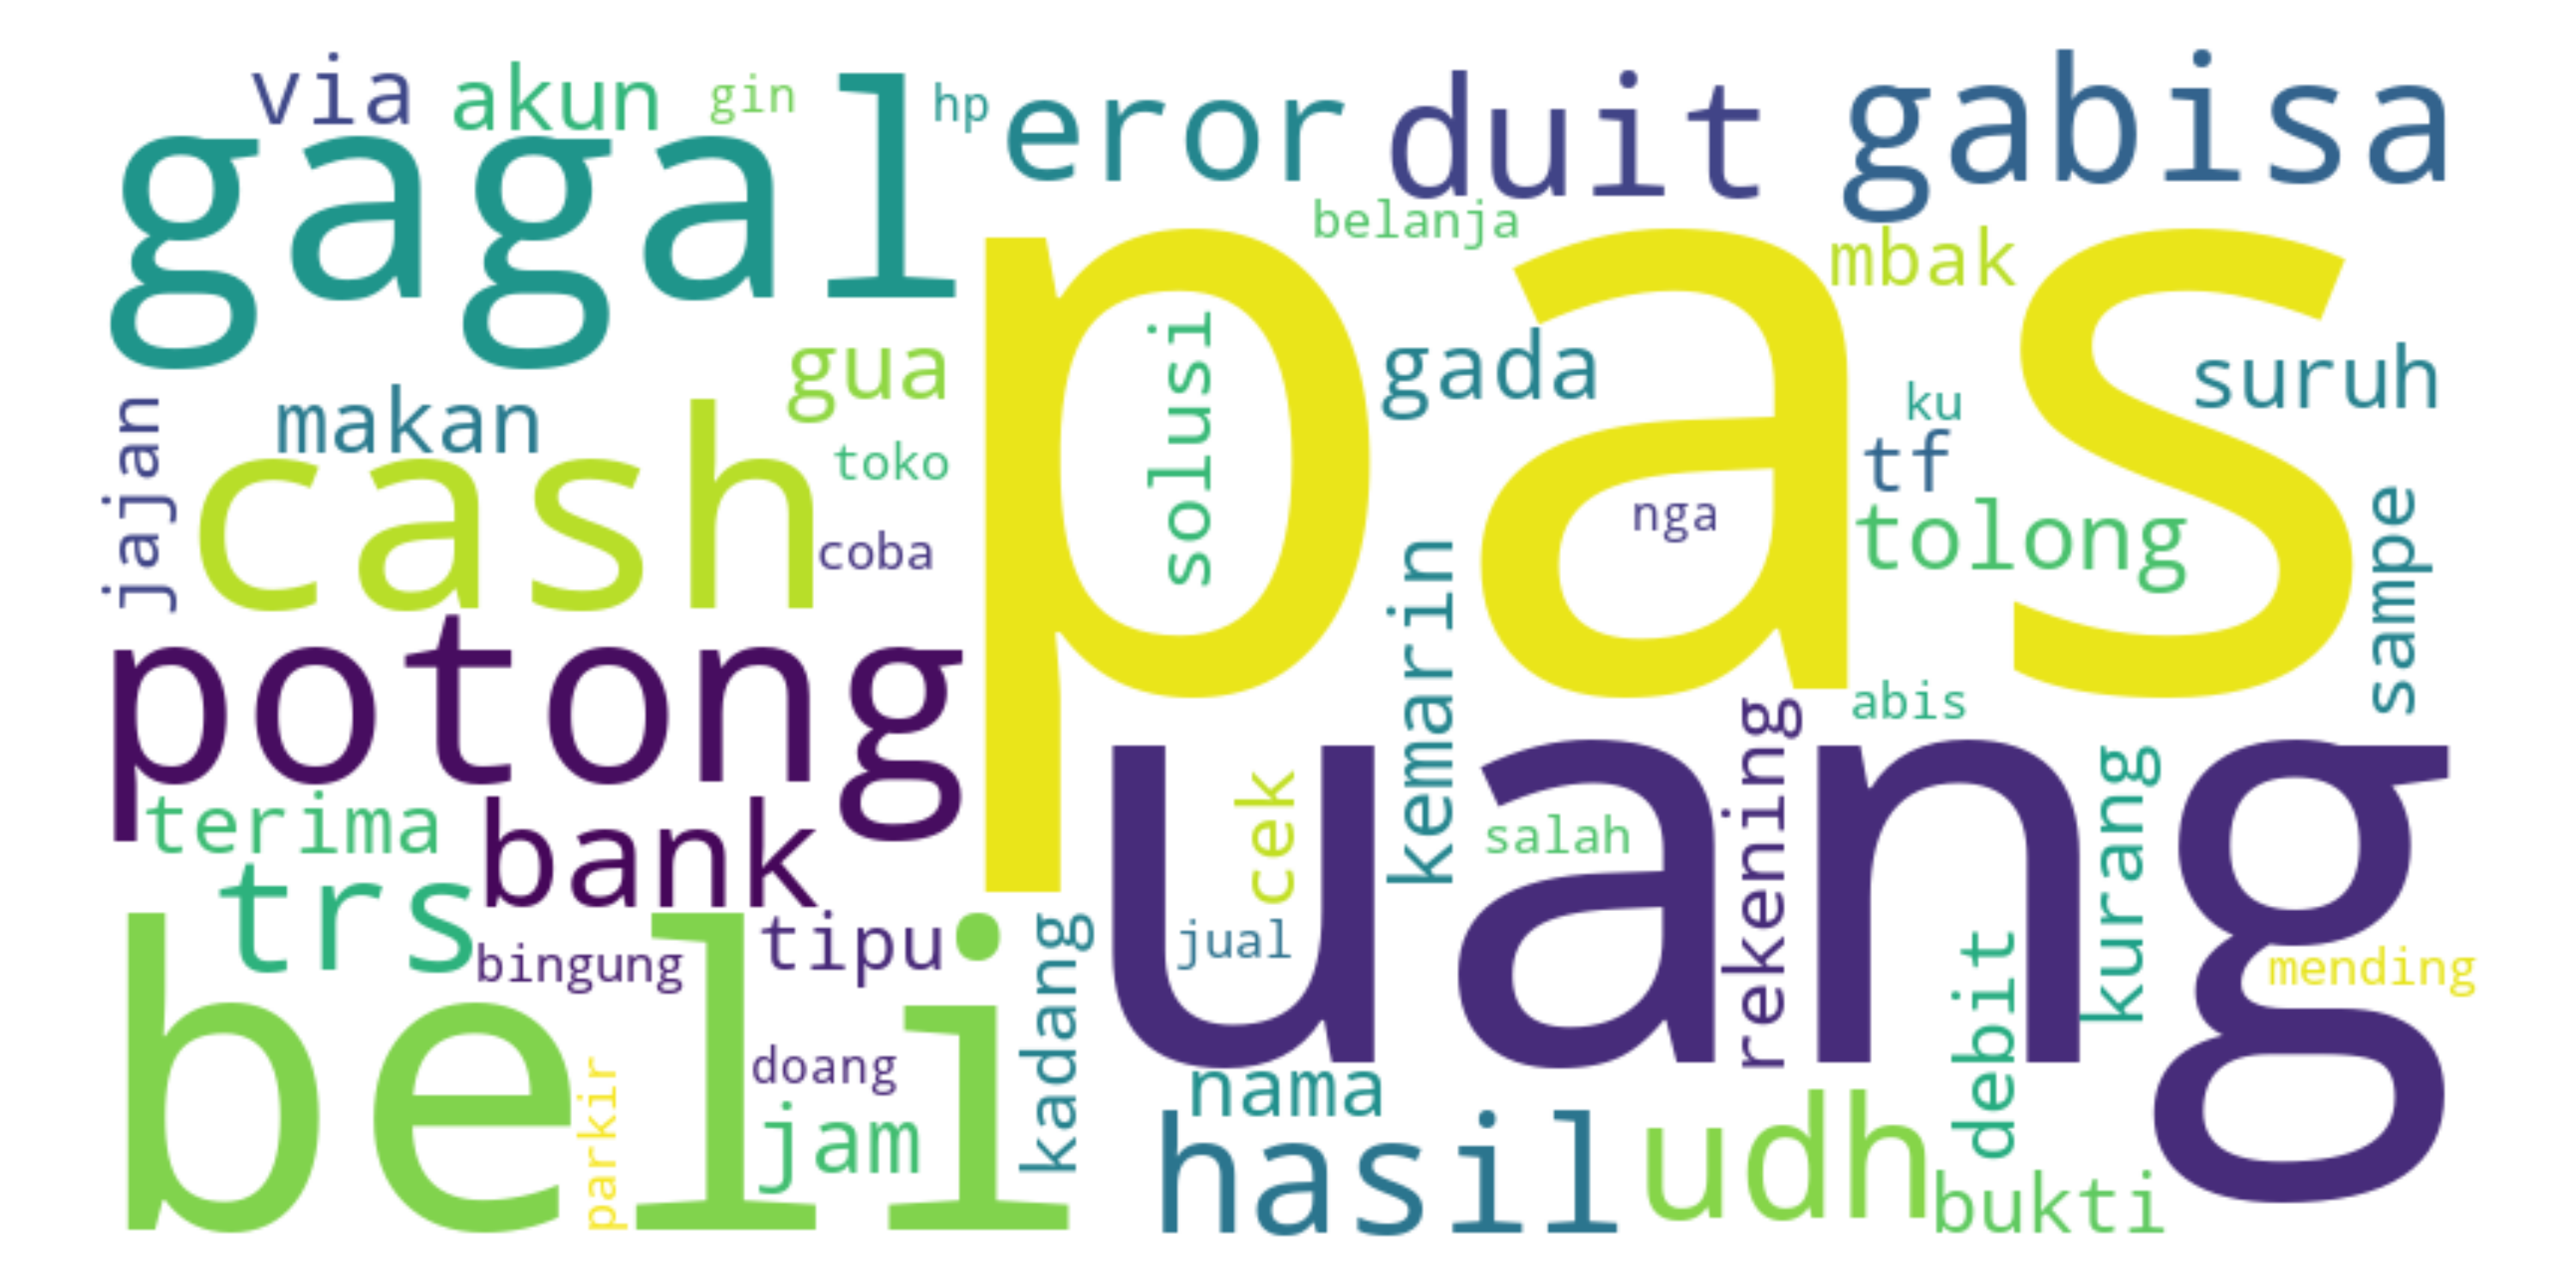 via
akun
gin
hp
eror
duit
gabisa
gagal
belanja
mbak
pas
solusi
gua
gada
ku
suruh
jajan
makan
toko
tf
cash
coba
nga
tolong
sampe
kemarin
potong
abis
rekening
uang
kurang
terima
bank
cek
salah
trs
tipu
jual
bingung
kadang
debit
mending
beli
doang
parkir
jam
nama
hasil
udh
bukti